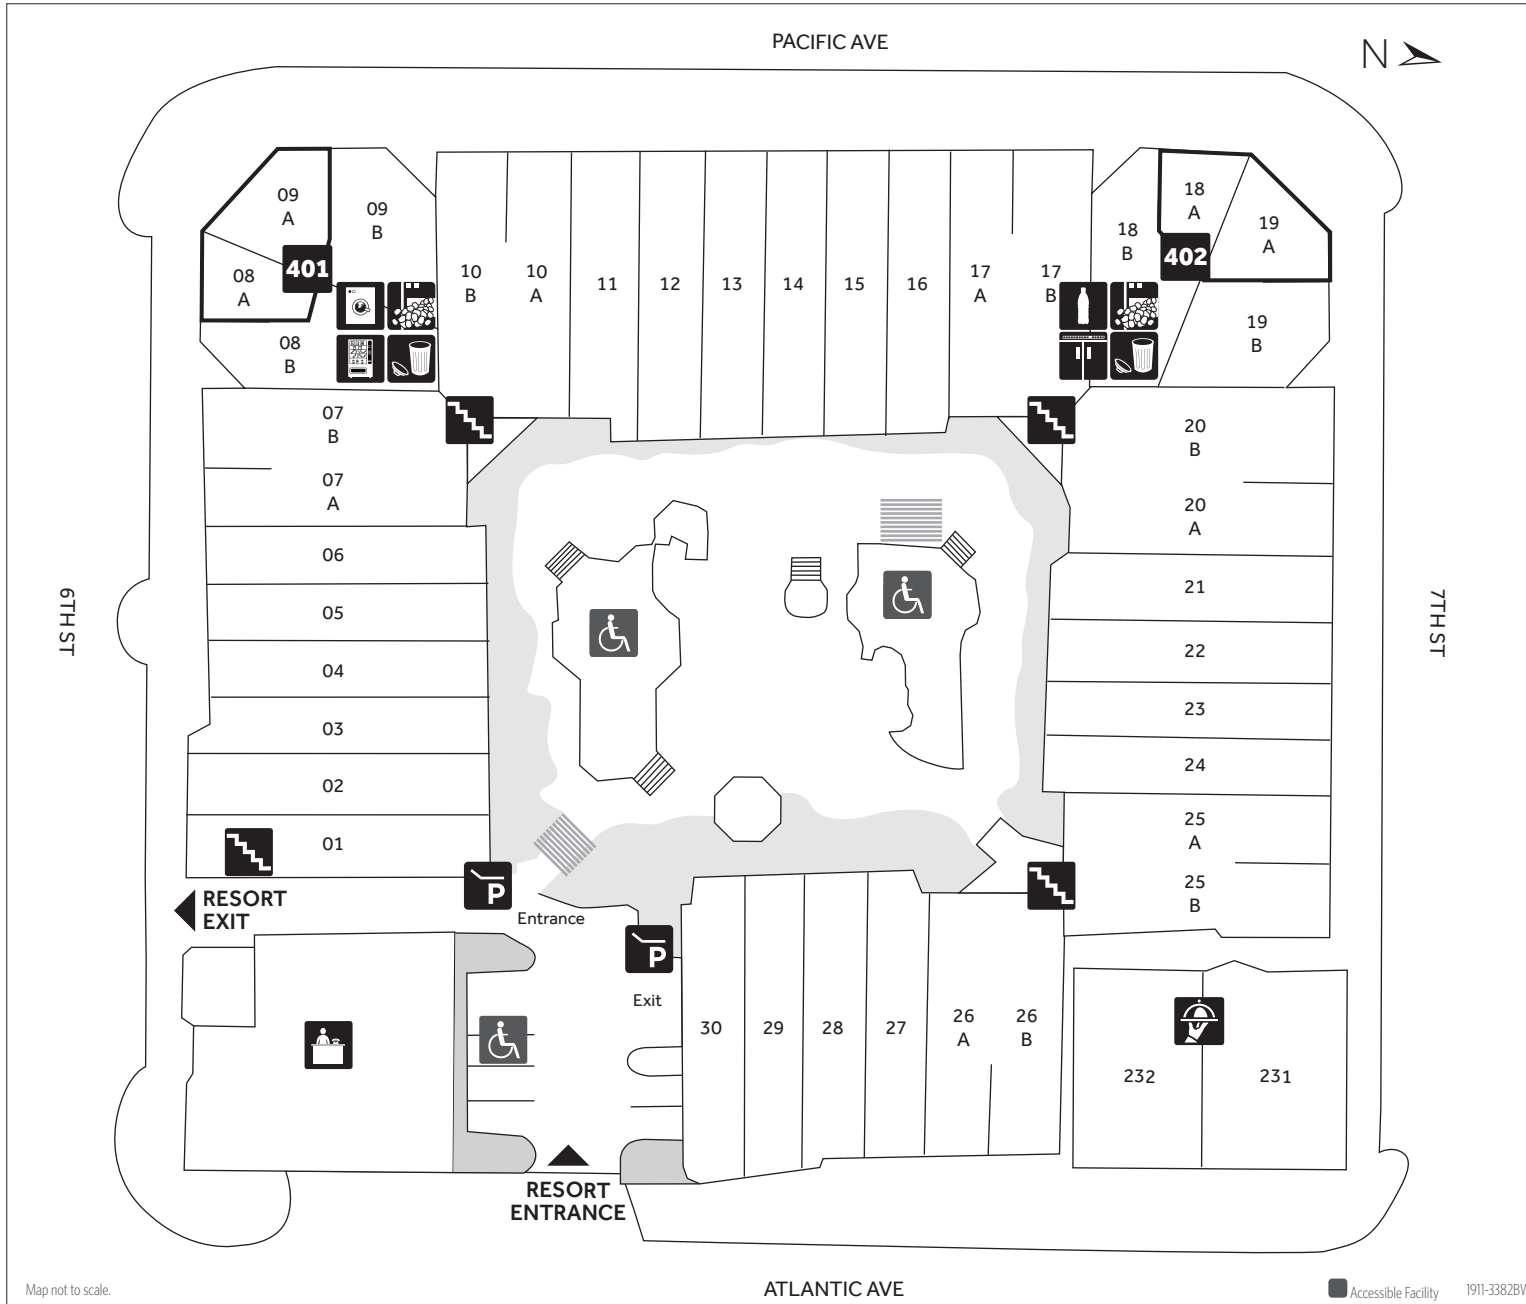 PACIFIC AVE
N
09
A
09
B
18
A
18
B
19
A
401
402
08
A
08
B
10
B
10
A
11
12
13
14
15
16
17
A
17
B
19
B
07
B
07
A
20
B
20
A
06
05
04
03
02
01
21
22
23
24
25
A
25
B
6TH ST
7TH ST
P
RESORT
EXIT
Entrance
P
Exit
30
29
28
27
26
A
26
B
232
231
RESORT
ENTRANCE
Map not to scale.
ATLANTIC AVE
Accessible Facility
1911-3382BV